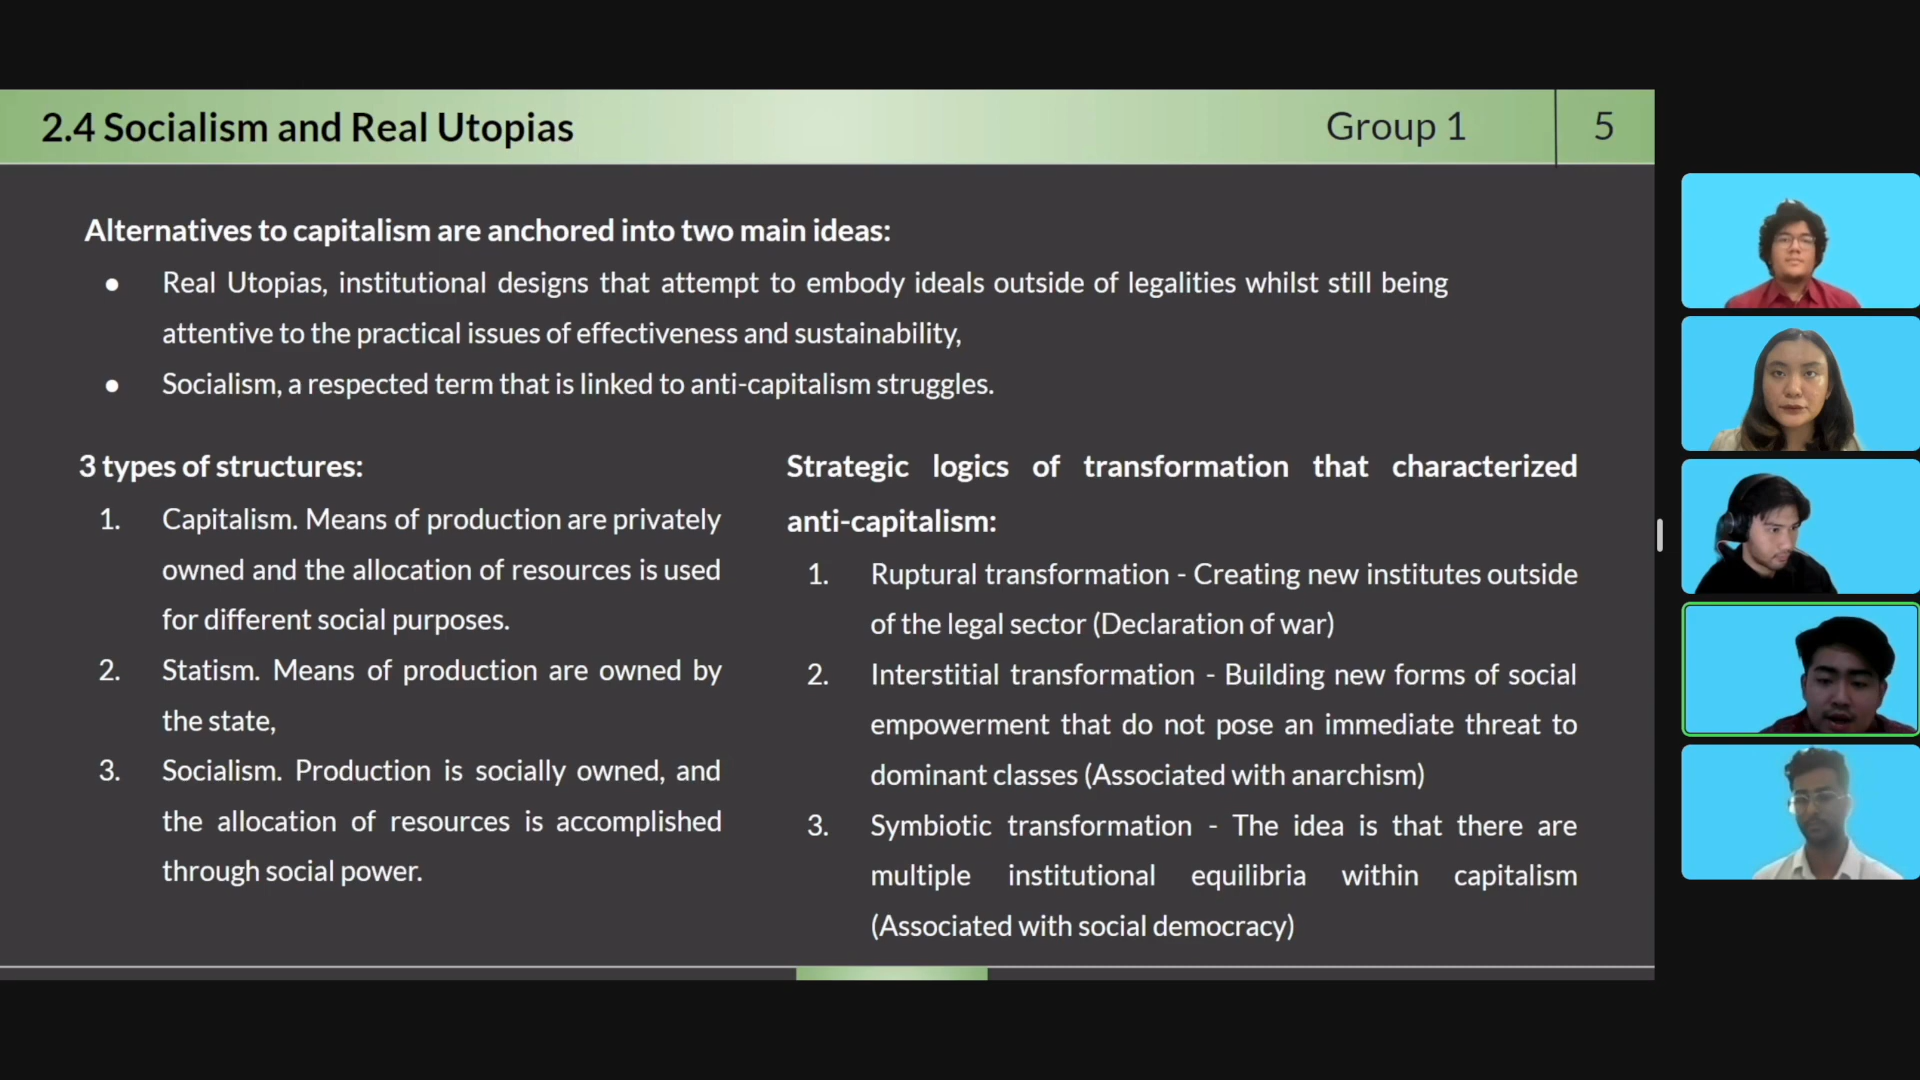 2.4 Socialism and Real Utopias
Group 1
5
Alternatives to capitalism are anchored into two main ideas:
● Real Utopias, institutional designs that attempt to embody ideals outside of legalities whilst still being
attentive to the practical issues of effectiveness and sustainability,
● Socialism, a respected term that is linked to anti-capitalism struggles.
3 types of structures:
1. Capitalism. Means of production are privately
owned and the allocation of resources is used
for different social purposes.
2. Statism. Means of production are owned by
the state,
3. Socialism. Production is socially owned, and
the allocation of resources is accomplished
through social power.
Strategic logics of transformation that characterized
anti-capitalism:
1. Ruptural transformation - Creating new institutes outside
of the legal sector (Declaration of war)
2. Interstitial transformation - Building new forms of social
empowerment that do not pose an immediate threat to
dominant classes (Associated with anarchism)
3. Symbiotic transformation - The idea is that there are
multiple institutional equilibria within capitalism
(Associated with social democracy)